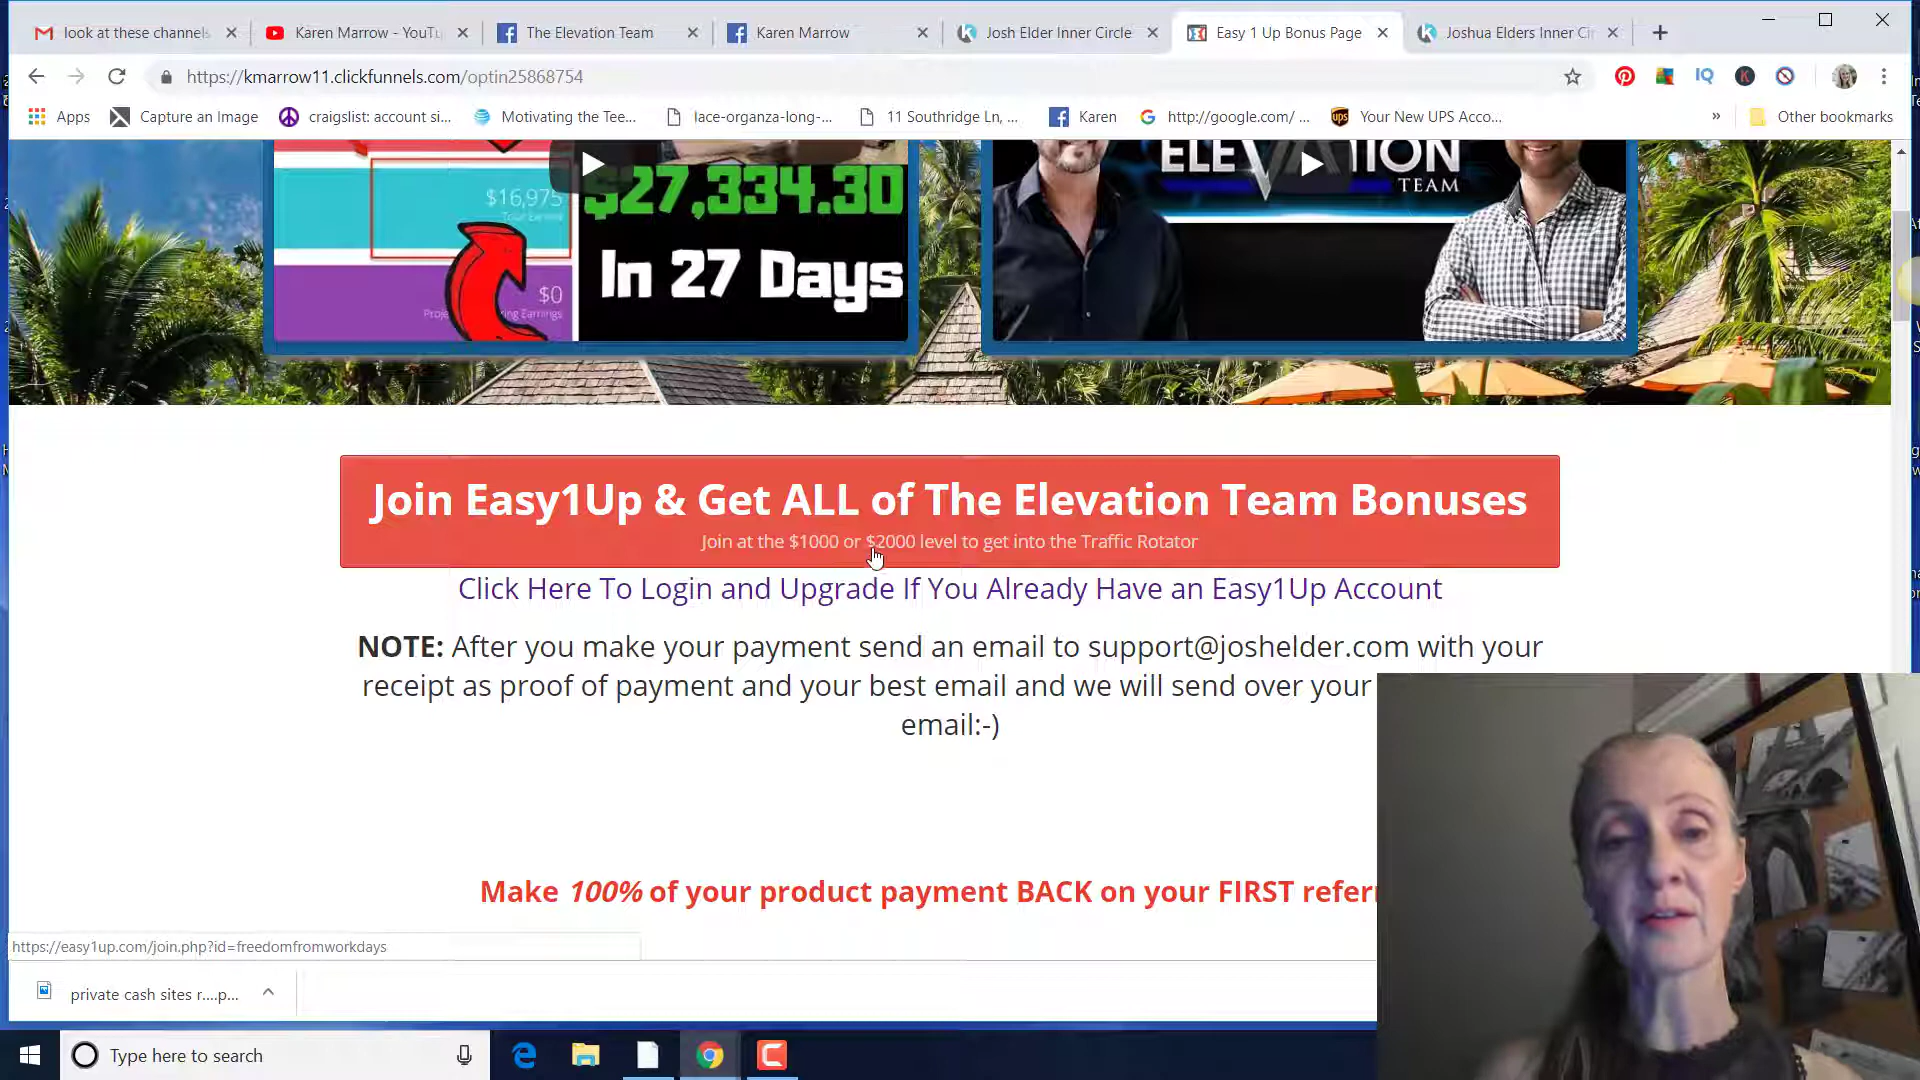 look at these channels
Karen Marrow - YouTu
The Elevation Team
Karen Marrow
Josh Elder Inner Circle
Easy 1 Up Bonus Page
Joshua Elders Inner Cir
https://kmarrow11.clickfunnels.com/optin25868754
IQ
K
Apps
Capture an Image
craigslist: account si...
Motivating the Tee...
lace-organza-long-...
11 Southridge Ln, ...
Karen
http://google.com/ ...
ups
Your New UPS Acco...
»
Other bookmarks
$16,975
$27,334.30
In 27 Days
$0
ELEVATION
TEAM
Join Easy1Up & Get ALL of The Elevation Team Bonuses
Join at the $1000 or $2000 level to get into the Traffic Rotator
Click Here To Login and Upgrade If You Already Have an Easy1Up Account
NOTE: After you make your payment send an email to support@joshelder.com with your
receipt as proof of payment and your best email and we will send over your
email:-)
Make 100% of your product payment BACK on your FIRST referr
https://easy1up.com/join.php?id=freedomfromworkdays
private cash sites r....p...
Type here to search